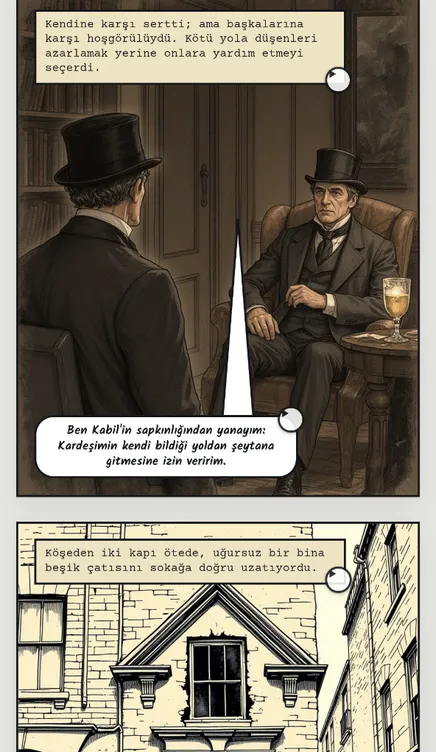 Kendine karşı sertti; ama başkalarına
karşı hoşgörülüydü. Kötü yola düşenleri
azarlamak yerine onlara yardım etmeyi
seçerdi.
Ben Kabil'in sapkınlığından yanayım:
Kardeşimin kendi bildiği yoldan şeytana
gitmesine izin veririm.
Köşeden iki kapı ötede, uğursuz bir bina
beşik çatısını sokağa doğru uzatıyordu.